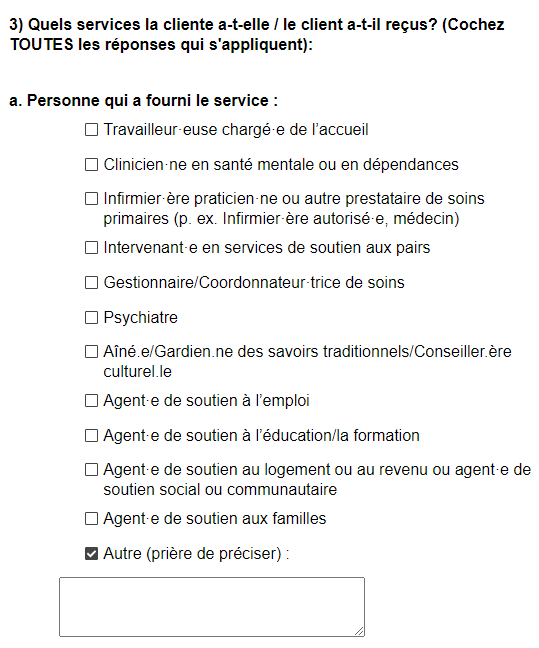 3) Quels services la cliente a-t-elle / le client a-t-il reçus? (Cochez
TOUTES les réponses qui s'appliquent):
a. Personne qui a fourni le service :
Travailleur·euse chargé·e de l’accueil
Clinicien·ne en santé mentale ou en dépendances
Infirmier·ère praticien·ne ou autre prestataire de soins
primaires (p. ex. Infirmier·ère autorisé·e, médecin)
Intervenant·e en services de soutien aux pairs
Gestionnaire/Coordonnateur·trice de soins
Psychiatre
Aîné.e/Gardien.ne des savoirs traditionnels/Conseiller.ère
culturel.le
Agent·e de soutien à l’emploi
Agent·e de soutien à l’éducation/la formation
Agent·e de soutien au logement ou au revenu ou agent·e de
soutien social ou communautaire
Agent·e de soutien aux familles
Autre (prière de préciser) :